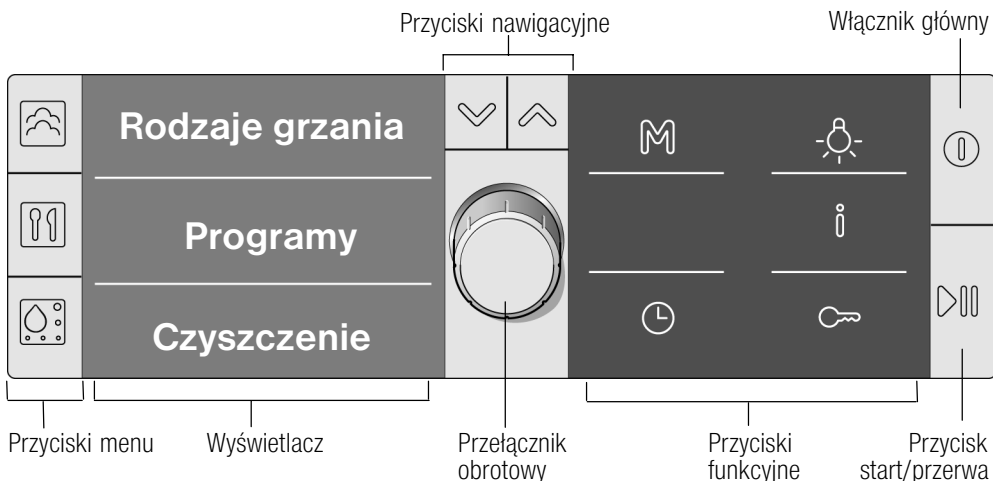 Przyciski nawigacyjne
Włącznik główny
Rodzaje grzania
M
Programy
i
Czyszczenie
Przyciski menu
Wyświetlacz
Przełącznik
obrotowy
Przyciski
funkcyjne
Przycisk
start/przerwa